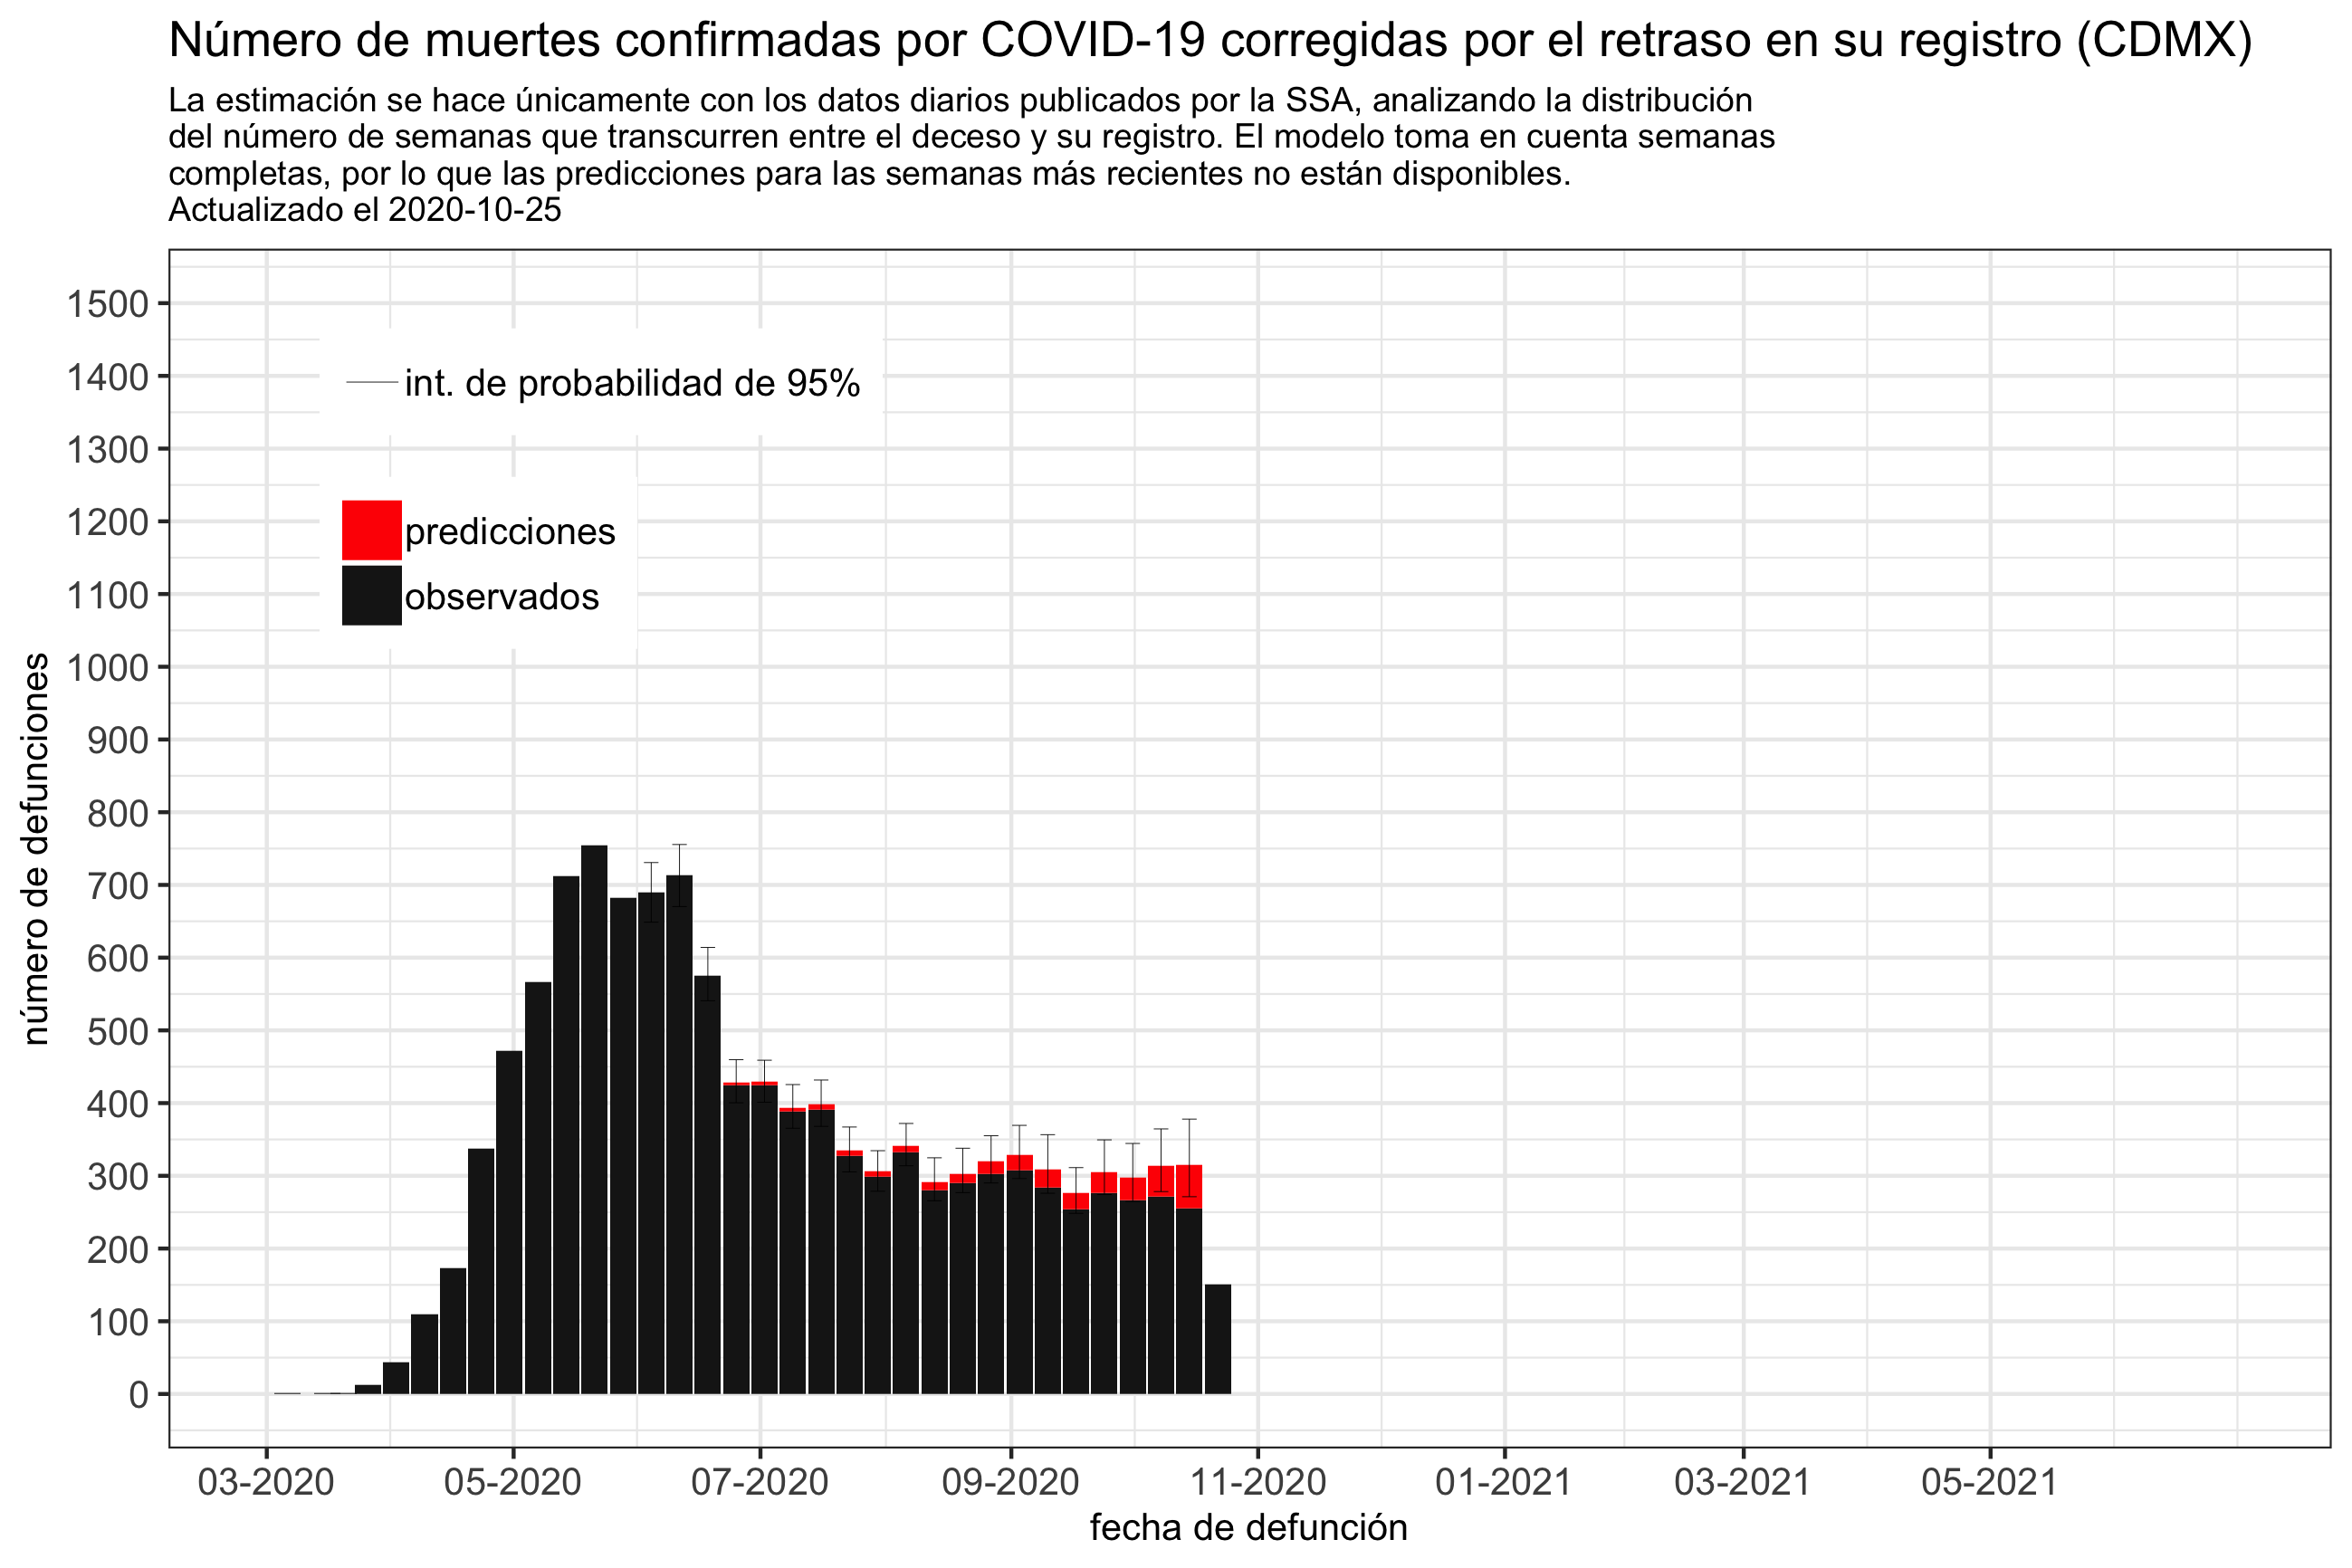 Número de muertes confirmadas por COVID-19 corregidas por el retraso en su registro (CDMX)
La estimación se hace únicamente con los datos diarios publicados por la SSA, analizando la distribución
del número de semanas que transcurren entre el deceso y su registro. El modelo toma en cuenta semanas
completas, por lo que las predicciones para las semanas más recientes no están disponibles.
Actualizado el 2020-10-25
1500
1400
1300
1200
1100
1000
900
800
700
600
500
400
300
200
100
0
número de defunciones
int. de probabilidad de 95%
predicciones
observados
03-2020
05-2020
07-2020
09-2020
11-2020
01-2021
03-2021
05-2021
fecha de defunción